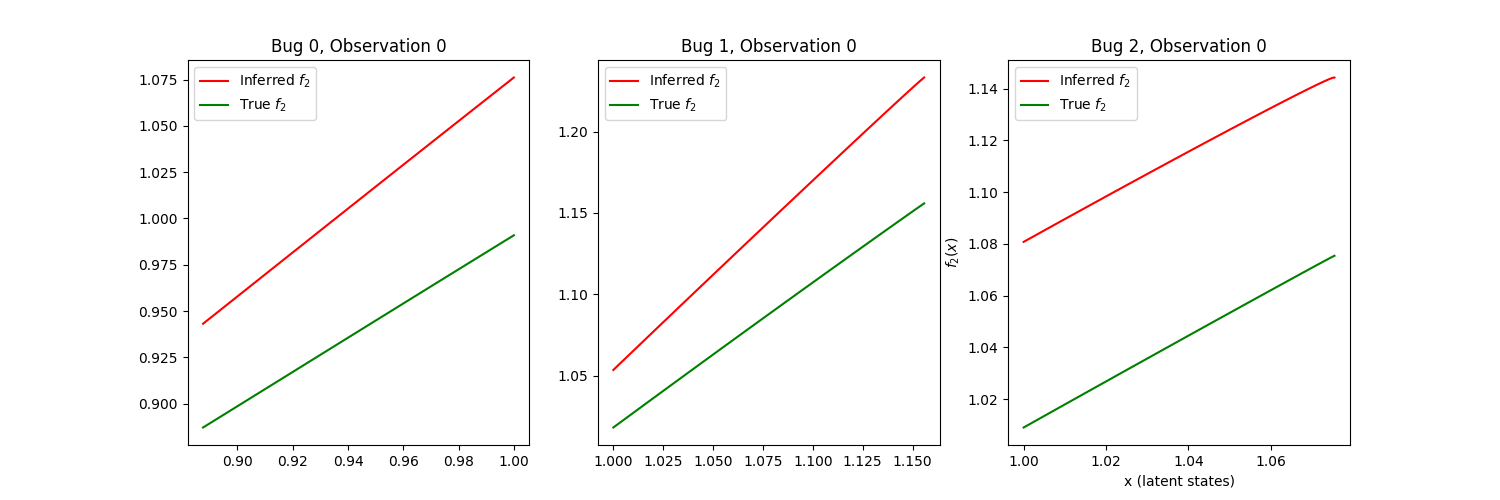 Bug 0, Observation 0
Inferred f₂
True f₂
1.075
1.050
1.025
1.000
0.975
0.950
0.925
0.900
0.90 0.92 0.94 0.96 0.98 1.00
Bug 1, Observation 0
Inferred f₂
True f₂
1.20
1.15
1.10
1.05
1.000 1.025 1.050 1.075 1.100 1.125 1.150
Bug 2, Observation 0
Inferred f₂
True f₂
f₂(x)
1.14
1.12
1.10
1.08
1.06
1.04
1.02
1.00 1.02 1.04 1.06
x (latent states)